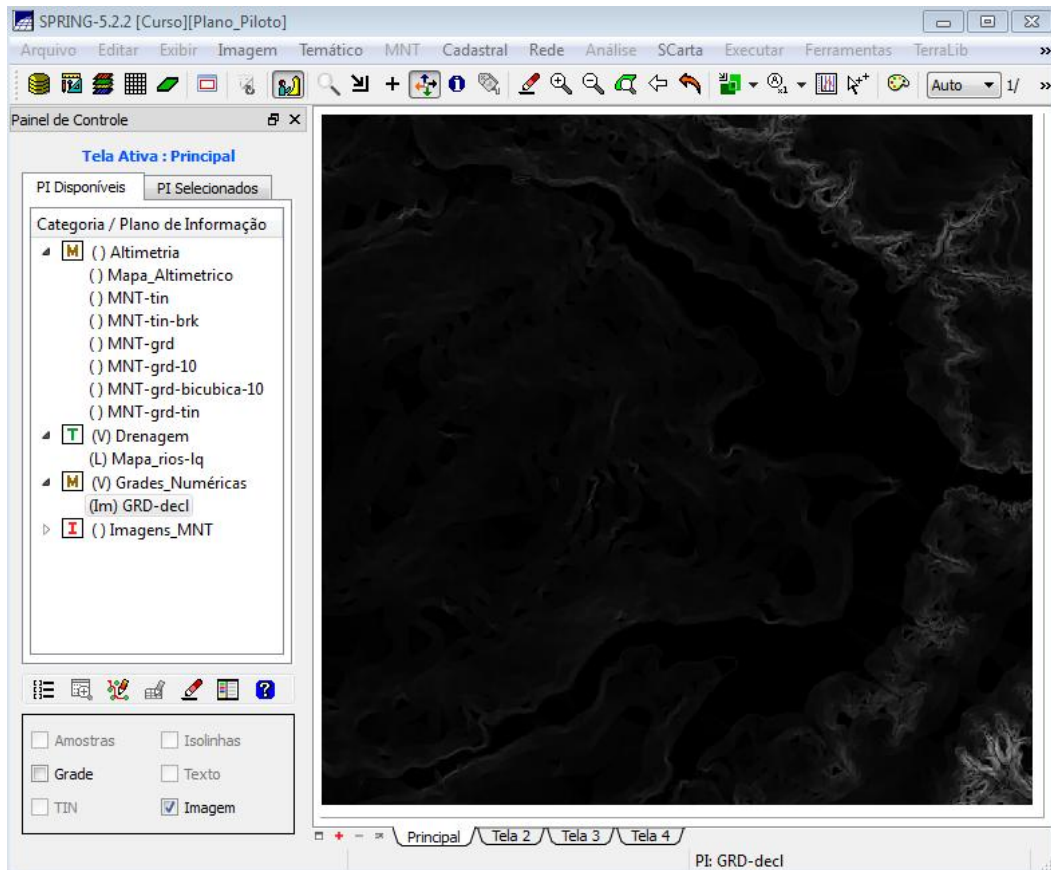 SPRING-5.2.2 [Curso][Plano_Piloto]
Arquivo Editar Exibir Imagem Temático MNT Cadastral Rede Análise SCarta Executar Ferramentas TerraLib »
Auto 1/ »
Painel de Controle
Tela Ativa : Principal
PI Disponíveis PI Selecionados
Categoria / Plano de Informação
M () Altimetria
() Mapa_Altimetrico
() MNT-tin
() MNT-tin-brk
() MNT-grd
() MNT-grd-10
() MNT-grd-bicubica-10
() MNT-grd-tin
T (V) Drenagem
(L) Mapa_rios-lq
M (V) Grades_Numéricas
(Im) GRD-decl
I () Imagens_MNT
Amostras Isolinhas
Grade Texto
TIN Imagem
Principal Tela 2 Tela 3 Tela 4
PI: GRD-decl